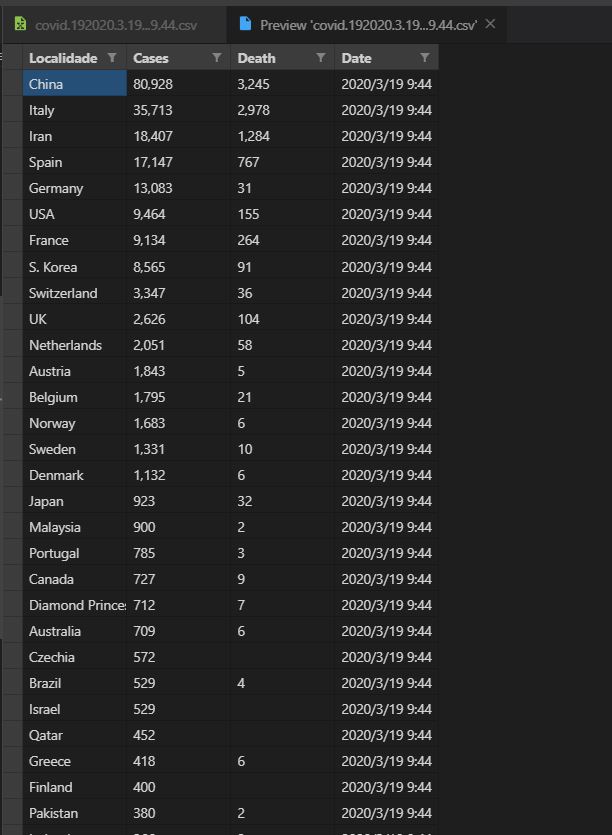 covid.192020.3.19...9.44.csv Preview 'covid.192020.3.19...9.44.csv'
Localidade Cases Death Date
China 80,928 3,245 2020/3/19 9:44
Italy 35,713 2,978 2020/3/19 9:44
Iran 18,407 1,284 2020/3/19 9:44
Spain 17,147 767 2020/3/19 9:44
Germany 13,083 31 2020/3/19 9:44
USA 9,464 155 2020/3/19 9:44
France 9,134 264 2020/3/19 9:44
S. Korea 8,565 91 2020/3/19 9:44
Switzerland 3,347 36 2020/3/19 9:44
UK 2,626 104 2020/3/19 9:44
Netherlands 2,051 58 2020/3/19 9:44
Austria 1,843 5 2020/3/19 9:44
Belgium 1,795 21 2020/3/19 9:44
Norway 1,683 6 2020/3/19 9:44
Sweden 1,331 10 2020/3/19 9:44
Denmark 1,132 6 2020/3/19 9:44
Japan 923 32 2020/3/19 9:44
Malaysia 900 2 2020/3/19 9:44
Portugal 785 3 2020/3/19 9:44
Canada 727 9 2020/3/19 9:44
Diamond Princes 712 7 2020/3/19 9:44
Australia 709 6 2020/3/19 9:44
Czechia 572 2020/3/19 9:44
Brazil 529 4 2020/3/19 9:44
Israel 529 2020/3/19 9:44
Qatar 452 2020/3/19 9:44
Greece 418 6 2020/3/19 9:44
Finland 400 2020/3/19 9:44
Pakistan 380 2 2020/3/19 9:44